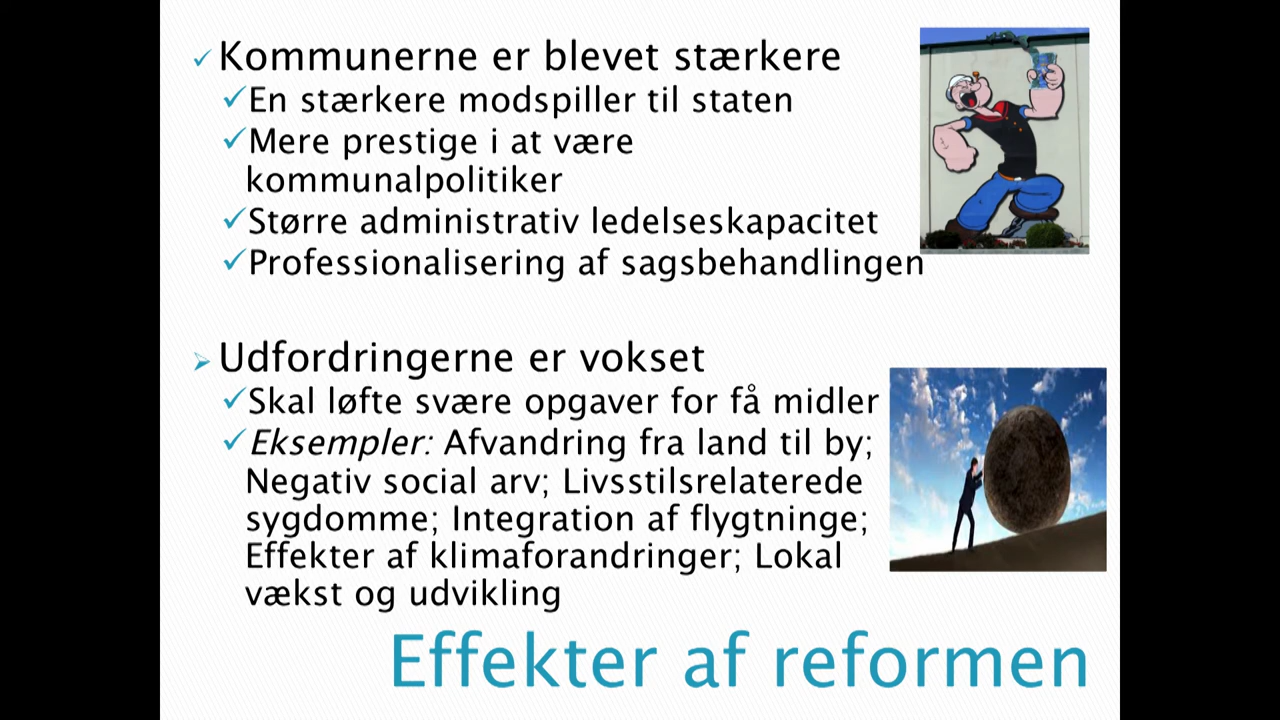 Kommunerne er blevet stærkere
En stærkere modspiller til staten
Mere prestige i at være
kommunalpolitiker
Større administrativ ledelseskapacitet
Professionalisering af sagsbehandlingen
Udfordringerne er vokset
Skal løfte svære opgaver for få midler
Eksempler: Afvandring fra land til by;
Negativ social arv; Livsstilsrelaterede
sygdomme; Integration af flygtninge;
Effekter af klimaforandringer; Lokal
vækst og udvikling
Effekter af reformen